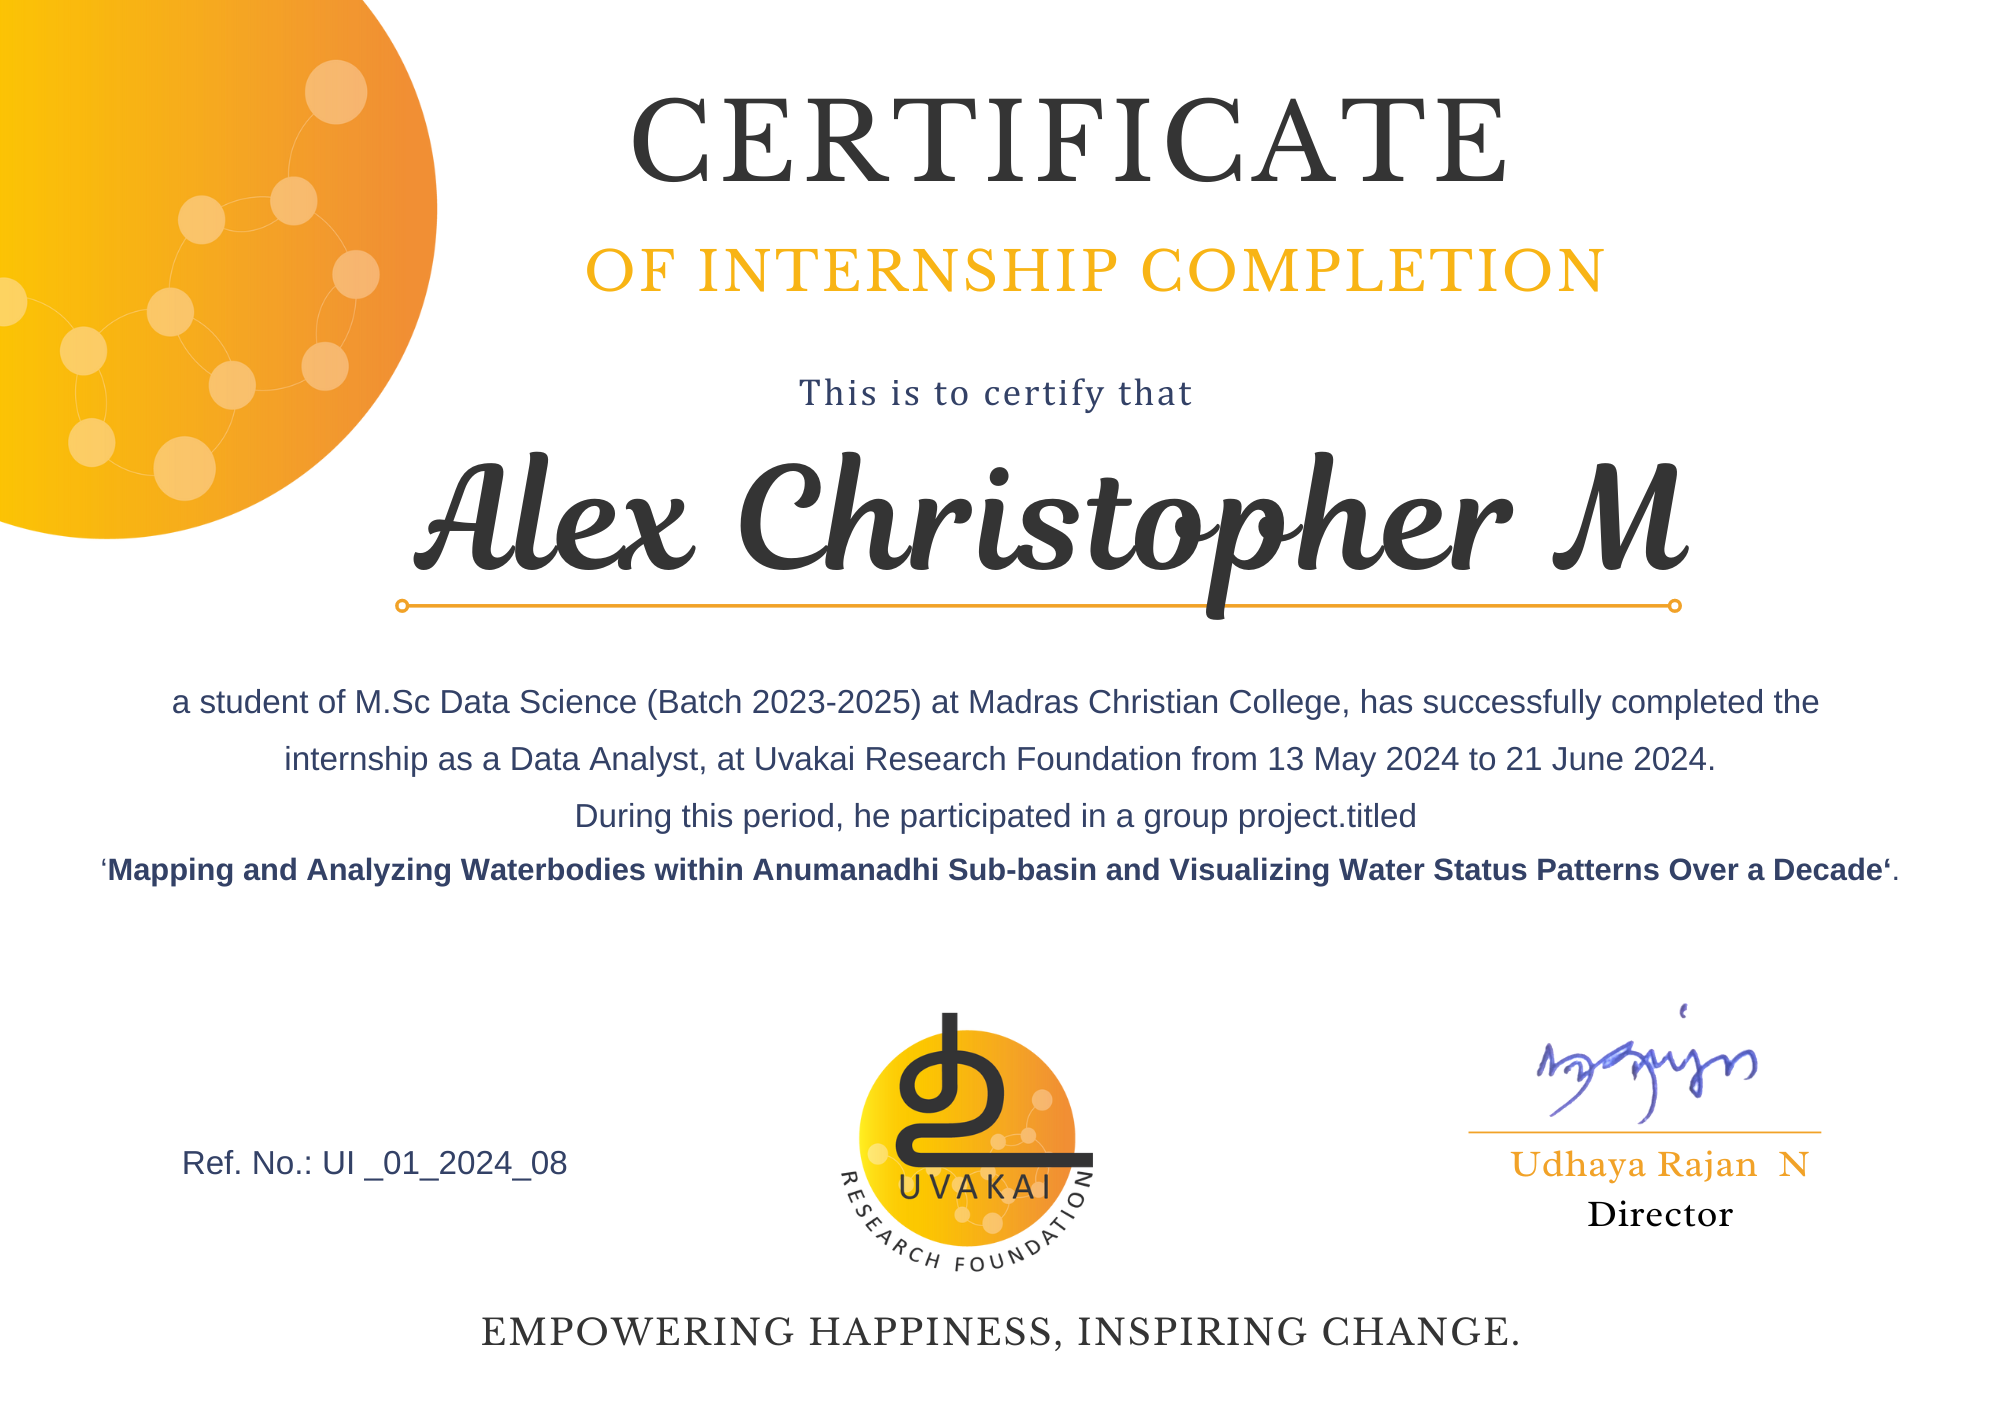 CERTIFICATE
OF INTERNSHIP COMPLETION
This is to certify that
Alex Christopher M
a student of M.Sc Data Science (Batch 2023-2025) at Madras Christian College, has successfully completed the
internship as a Data Analyst, at Uvakai Research Foundation from 13 May 2024 to 21 June 2024.
During this period, he participated in a group project.titled
‘Mapping and Analyzing Waterbodies within Anumanadhi Sub-basin and Visualizing Water Status Patterns Over a Decade‘.
Ref. No.: UI _01_2024_08
UVAKAI
RESEARCH FOUNDATION
Udhaya Rajan N
Director
EMPOWERING HAPPINESS, INSPIRING CHANGE.